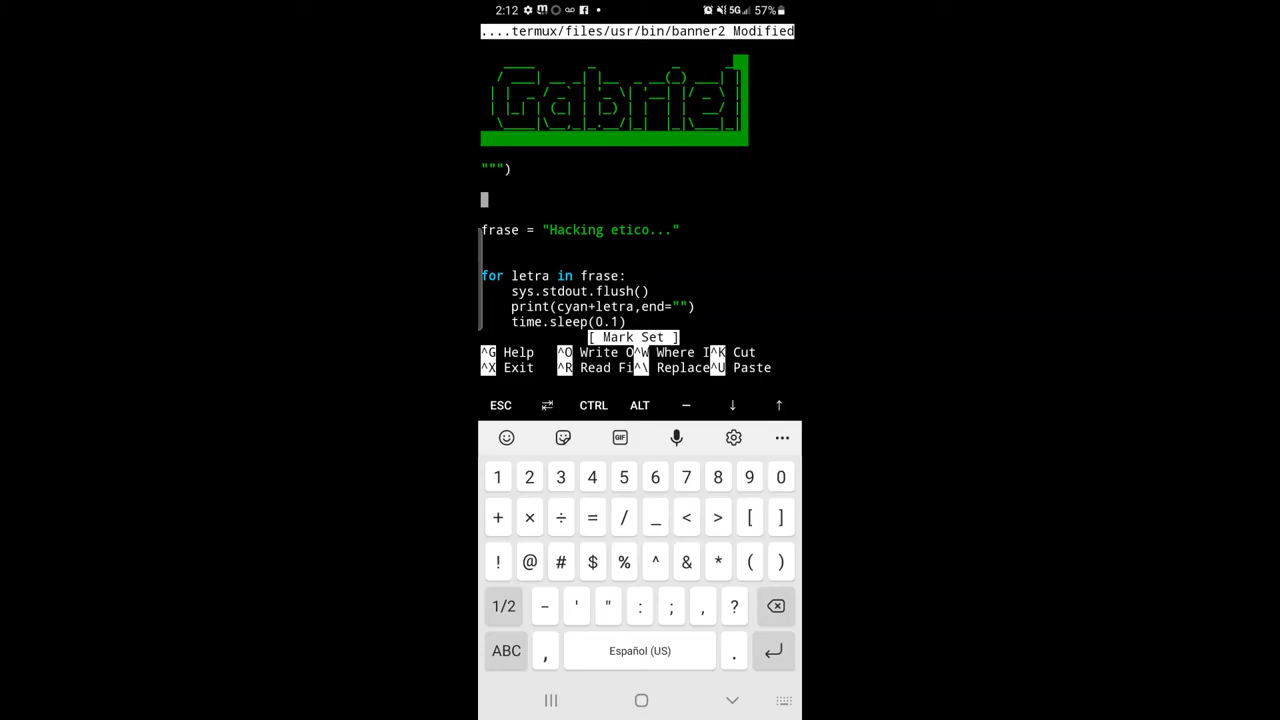 2:12 5G 57%
....termux/files/usr/bin/banner2 Modified
Gabriel
""")
frase = "Hacking etico..."
for letra in frase:
sys.stdout.flush()
print(cyan+letra,end="")
time.sleep(0.1)
[ Mark Set ]
^G Help ^O Write O^W Where I^K Cut
^X Exit ^R Read Fi^\ Replace^U Paste
ESC CTRL ALT – ↓ ↑
GIF
1 2 3 4 5 6 7 8 9 0
+ × ÷ = / _ < > [ ]
! @ # $ % ^ & * ( )
1/2 - ' " : ; , ?
ABC , Español (US) .